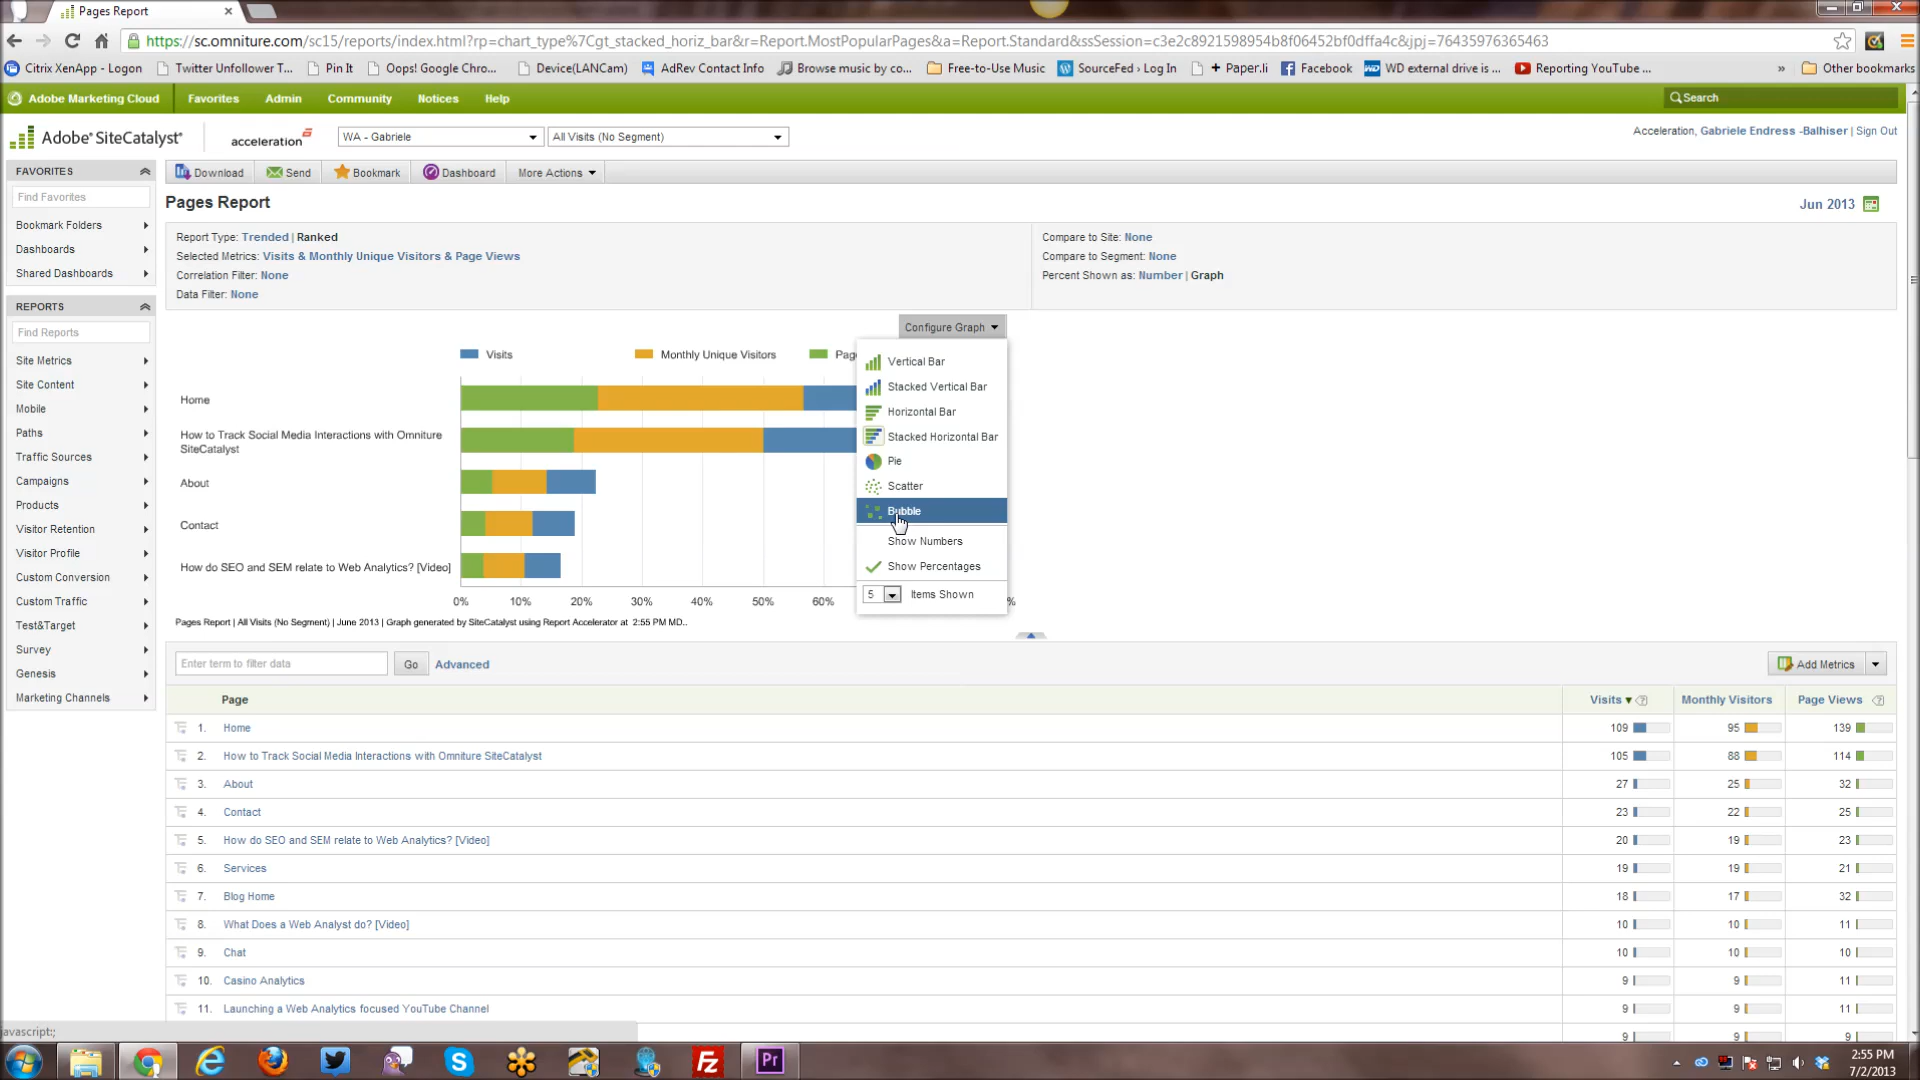 Pages Report
https://sc.omniture.com/sc15/reports/index.html?rp=chart_type%7Cgt_stacked_horiz_bar&r=Report.MostPopularPages&a=Report.Standard&ssSession=c3e2c8921598954b8f06452bf0dffa4c&jpj=76435976365463
Citrix XenApp - Logon
Twitter Unfollower T...
Pin It
Oops! Google Chro...
Device(LANCam)
AdRev Contact Info
Browse music by co...
Free-to-Use Music
SourceFed › Log In
+ Paper.li
Facebook
WD external drive is ...
Reporting YouTube ...
»
Other bookmarks
Adobe Marketing Cloud
Favorites
Admin
Community
Notices
Help
Search
Adobe® SiteCatalyst®
acceleration
WA - Gabriele
All Visits (No Segment)
Acceleration, Gabriele Endress -Balhiser | Sign Out
FAVORITES
Find Favorites
Bookmark Folders
Dashboards
Shared Dashboards
REPORTS
Find Reports
Site Metrics
Site Content
Mobile
Paths
Traffic Sources
Campaigns
Products
Visitor Retention
Visitor Profile
Custom Conversion
Custom Traffic
Test&Target
Survey
Genesis
Marketing Channels
Download
Send
Bookmark
Dashboard
More Actions
Pages Report
Jun 2013
Report Type: Trended | Ranked
Selected Metrics: Visits & Monthly Unique Visitors & Page Views
Correlation Filter: None
Data Filter: None
Compare to Site: None
Compare to Segment: None
Percent Shown as: Number | Graph
Configure Graph
Visits
Monthly Unique Visitors
Pag
Home
How to Track Social Media Interactions with Omniture
SiteCatalyst
About
Contact
How do SEO and SEM relate to Web Analytics? [Video]
0% 10% 20% 30% 40% 50% 60% %
Vertical Bar
Stacked Vertical Bar
Horizontal Bar
Stacked Horizontal Bar
Pie
Scatter
Bubble
Show Numbers
Show Percentages
5 Items Shown
Pages Report | All Visits (No Segment) | June 2013 | Graph generated by SiteCatalyst using Report Accelerator at 2:55 PM MD..
Enter term to filter data
Go
Advanced
Add Metrics
Page Visits Monthly Visitors Page Views
1. Home 109 95 139
2. How to Track Social Media Interactions with Omniture SiteCatalyst 105 88 114
3. About 27 25 32
4. Contact 23 22 25
5. How do SEO and SEM relate to Web Analytics? [Video] 20 19 23
6. Services 19 19 21
7. Blog Home 18 17 32
8. What Does a Web Analyst do? [Video] 10 10 11
9. Chat 10 10 10
10. Casino Analytics 9 9 11
11. Launching a Web Analytics focused YouTube Channel 9 9 11
9 9 9
javascript:;
Fz
Pr
2:55 PM
7/2/2013